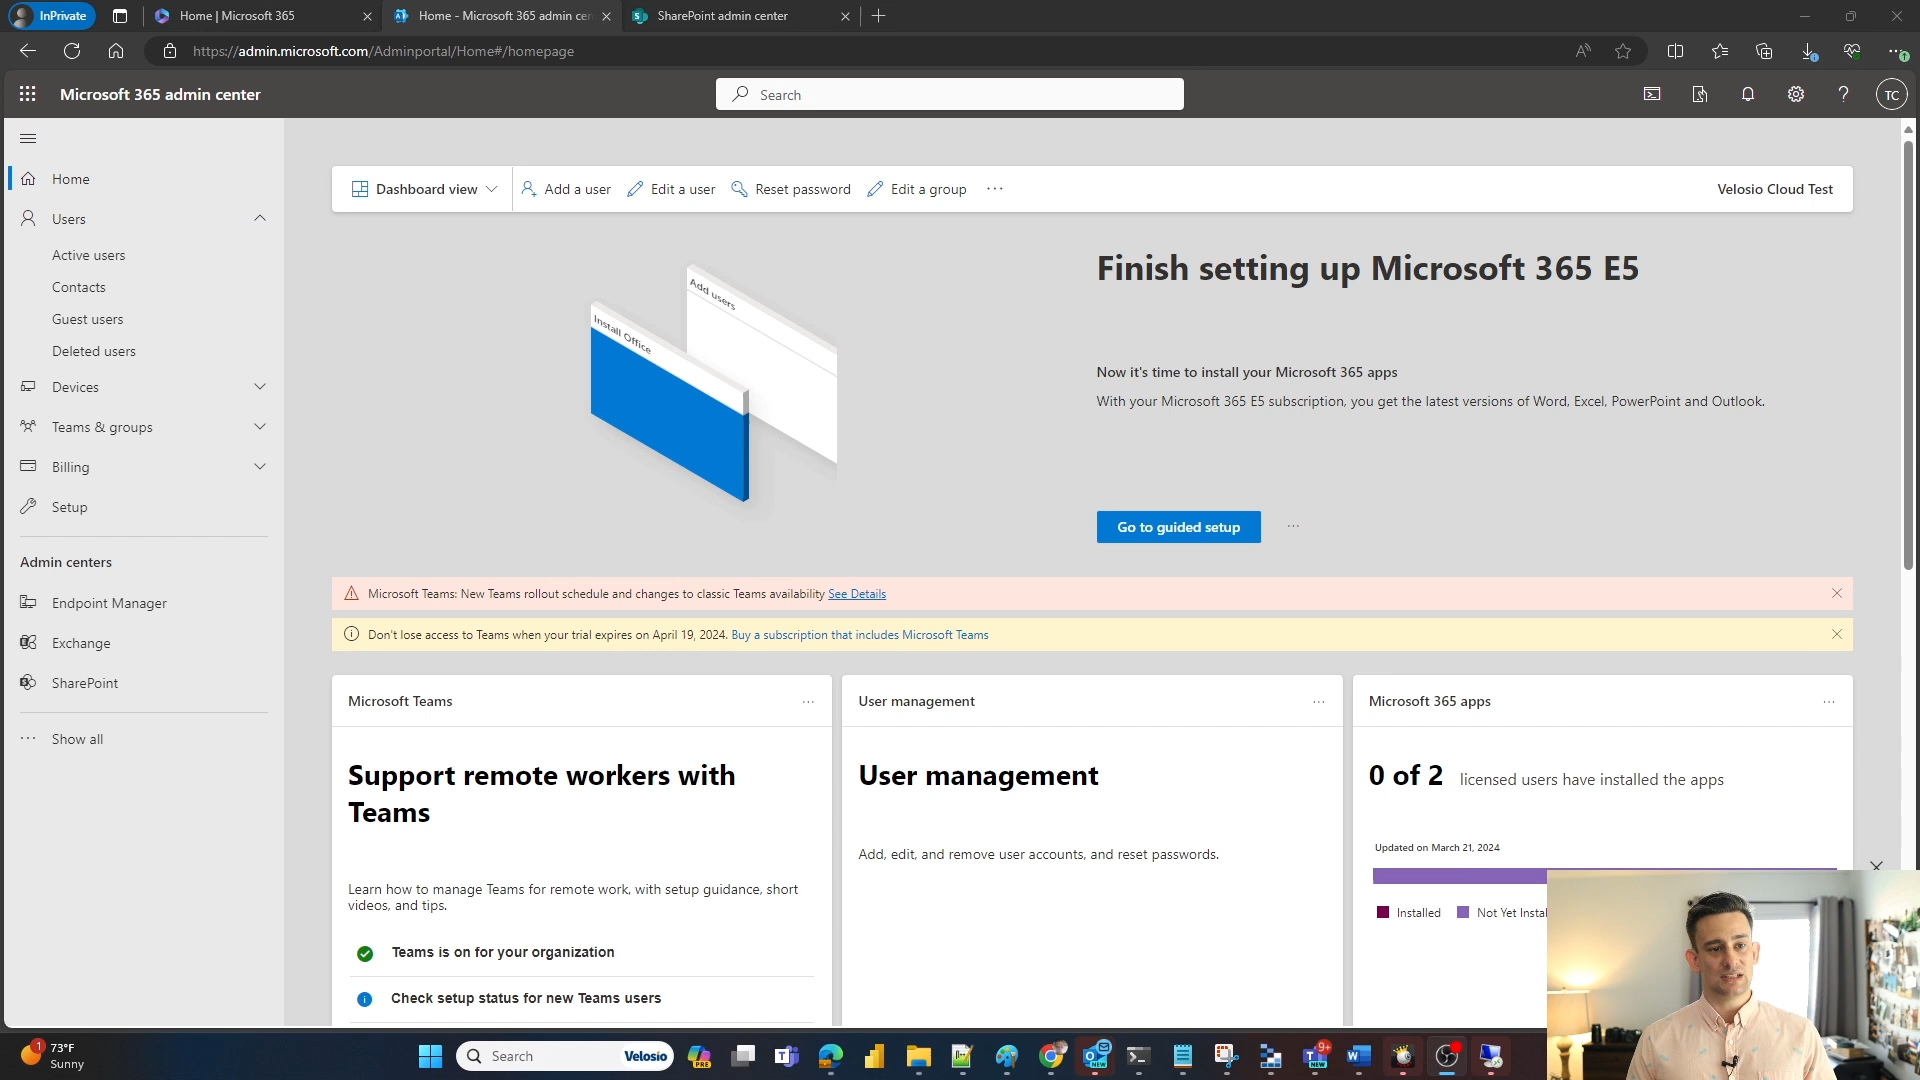 InPrivate
Home | Microsoft 365
Home - Microsoft 365 admin cen
SharePoint admin center
https://admin.microsoft.com/Adminportal/Home#/homepage
Microsoft 365 admin center
Search
TC
Home
Users
Active users
Contacts
Guest users
Deleted users
Devices
Teams & groups
Billing
Setup
Admin centers
Endpoint Manager
Exchange
SharePoint
Show all
Dashboard view
Add a user
Edit a user
Reset password
Edit a group
Velosio Cloud Test
Add users
Install Office
Finish setting up Microsoft 365 E5
Now it's time to install your Microsoft 365 apps
With your Microsoft 365 E5 subscription, you get the latest versions of Word, Excel, PowerPoint and Outlook.
Go to guided setup
Microsoft Teams: New Teams rollout schedule and changes to classic Teams availability See Details
Don't lose access to Teams when your trial expires on April 19, 2024. Buy a subscription that includes Microsoft Teams
Microsoft Teams
Support remote workers with
Teams
Learn how to manage Teams for remote work, with setup guidance, short
videos, and tips.
Teams is on for your organization
Check setup status for new Teams users
User management
User management
Add, edit, and remove user accounts, and reset passwords.
Microsoft 365 apps
0 of 2 licensed users have installed the apps
Updated on March 21, 2024
Installed
Not Yet Instal
1
73°F
Sunny
Search
Velosio
PRE
NEW
9+
NEW